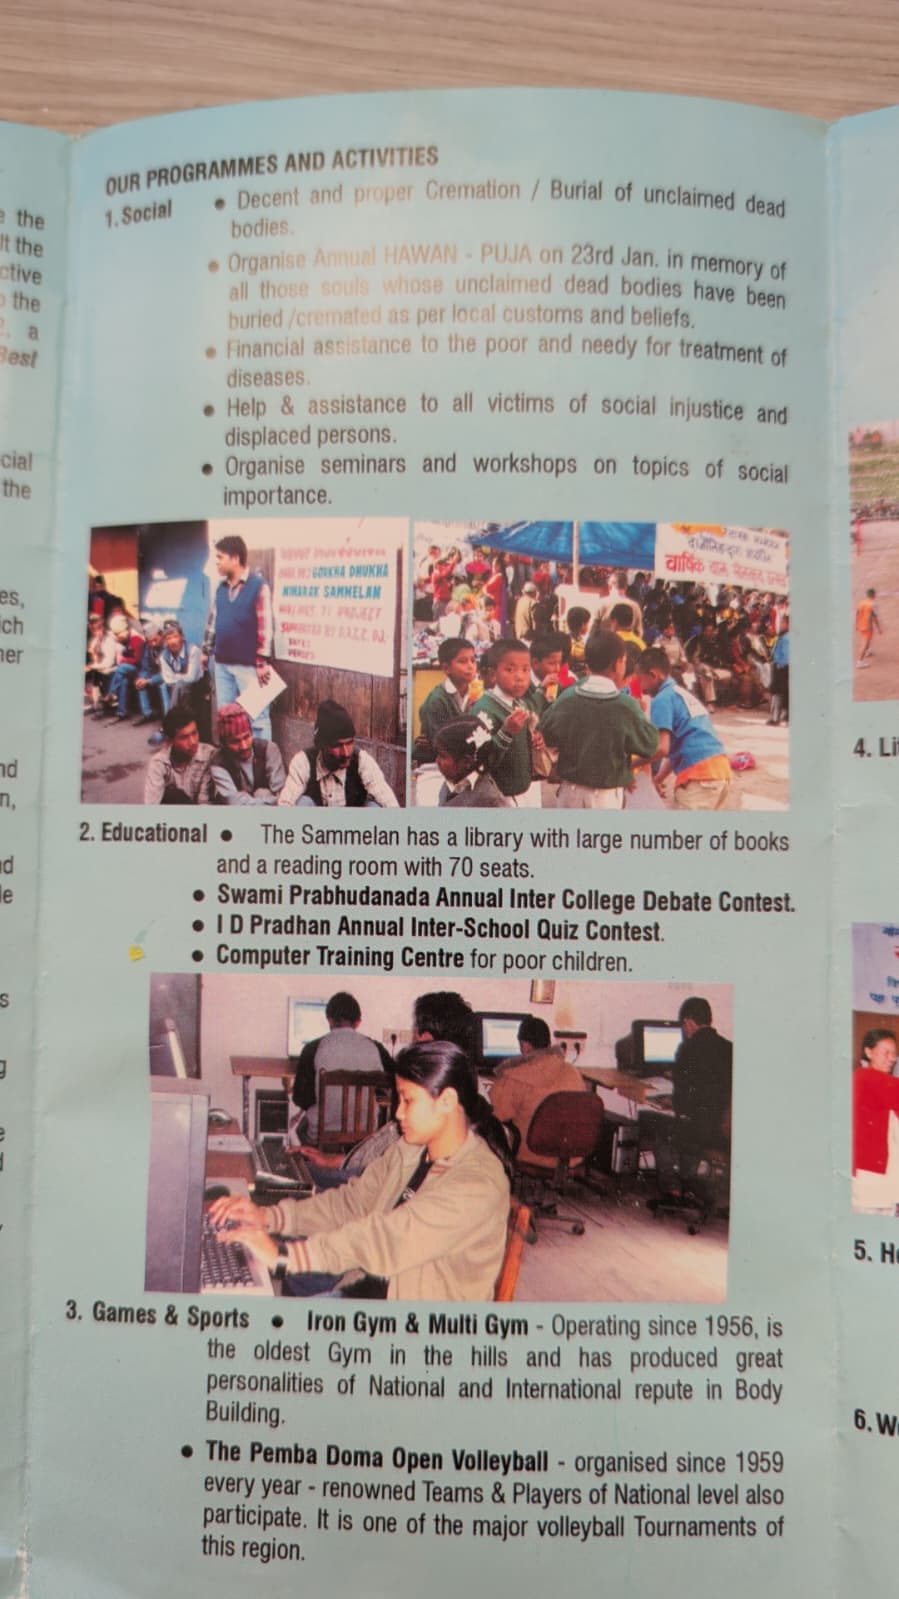 OUR PROGRAMMES AND ACTIVITIES
1. Social ● Decent and proper Cremation / Burial of unclaimed dead
bodies.
● Organise Annual HAWAN - PUJA on 23rd Jan. in memory of
all those souls whose unclaimed dead bodies have been
buried /cremated as per local customs and beliefs.
● Financial assistance to the poor and needy for treatment of
diseases.
● Help & assistance to all victims of social injustice and
displaced persons.
● Organise seminars and workshops on topics of social
importance.
GORKHA DHUKHA
NIWARAK SAMMELAN
PROJECT
वार्षिक
2. Educational ● The Sammelan has a library with large number of books
and a reading room with 70 seats.
● Swami Prabhudanada Annual Inter College Debate Contest.
● I D Pradhan Annual Inter-School Quiz Contest.
● Computer Training Centre for poor children.
3. Games & Sports ● Iron Gym & Multi Gym - Operating since 1956, is
the oldest Gym in the hills and has produced great
personalities of National and International repute in Body
Building.
● The Pemba Doma Open Volleyball - organised since 1959
every year - renowned Teams & Players of National level also
participate. It is one of the major volleyball Tournaments of
this region.
the
the
the
a
the
4. Li
5. H
6. W